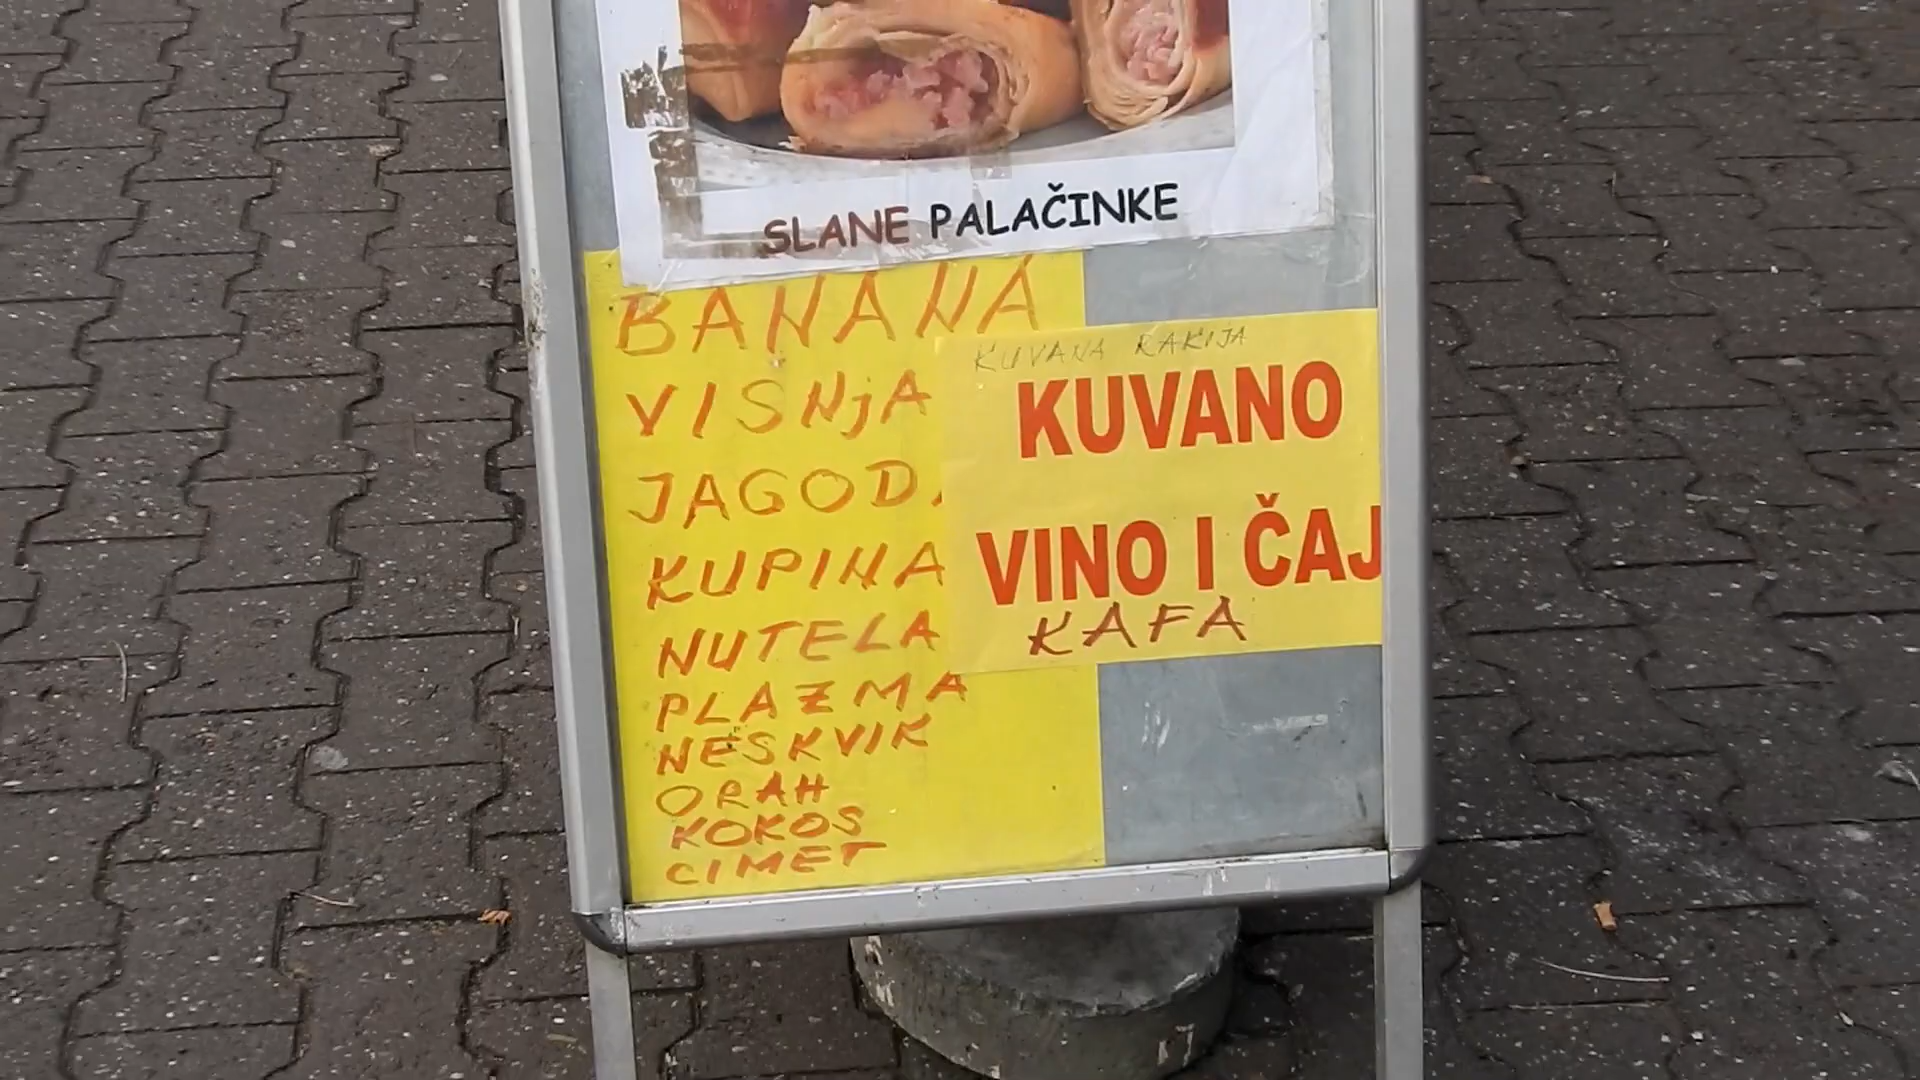 SLANE PALAČINKE
BANANA
VISNjA
JAGODA
KUPINA
NUTELA
PLAZMA
NESKVIK
ORAH
KOKOS
CIMET
KUVANA RAKIJA
KUVANO
VINO I ČAJ
KAFA